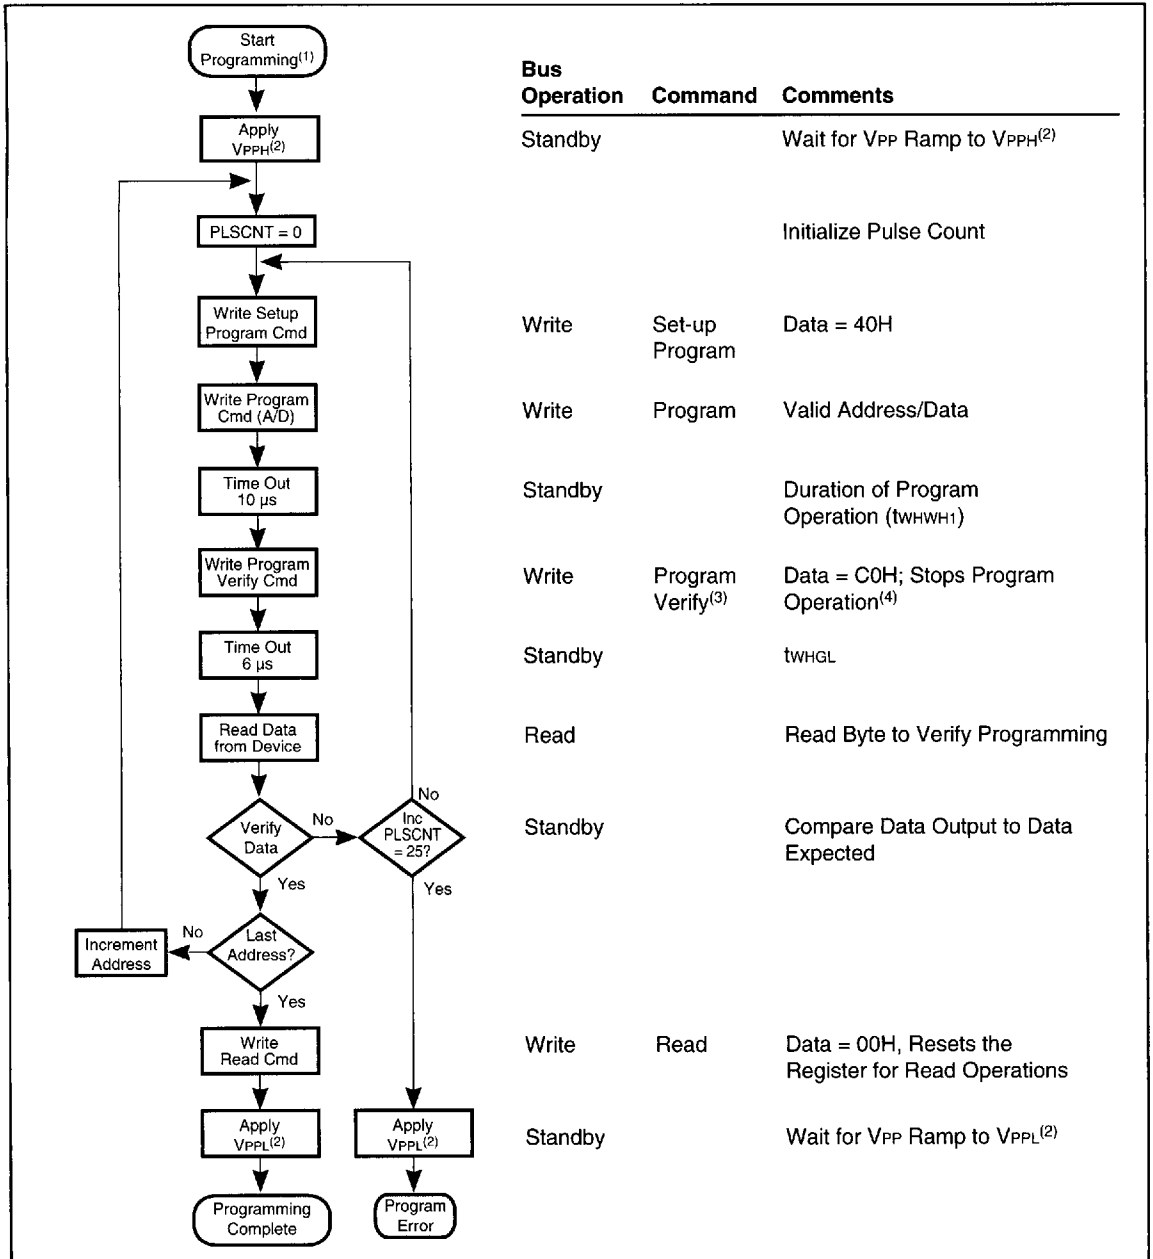 Start
Programming(1)
Apply
VPPH(2)
PLSCNT = 0
Write Setup
Program Cmd
Write Program
Cmd (A/D)
Time Out
10 µs
Write Program
Verify Cmd
Time Out
6 µs
Read Data
from Device
Verify
Data
No
Inc
PLSCNT
= 25?
No
Yes
Yes
Last
Address?
No
Increment
Address
Yes
Write
Read Cmd
Apply
VPPL(2)
Programming
Complete
Apply
VPPL(2)
Program
Error
Bus
Operation Command Comments
Standby Wait for VPP Ramp to VPPH(2)
Initialize Pulse Count
Write Set-up Data = 40H
Program
Write Program Valid Address/Data
Standby Duration of Program
Operation (tWHWH1)
Write Program Data = C0H; Stops Program
Verify(3) Operation(4)
Standby tWHGL
Read Read Byte to Verify Programming
Standby Compare Data Output to Data
Expected
Write Read Data = 00H, Resets the
Register for Read Operations
Standby Wait for VPP Ramp to VPPL(2)